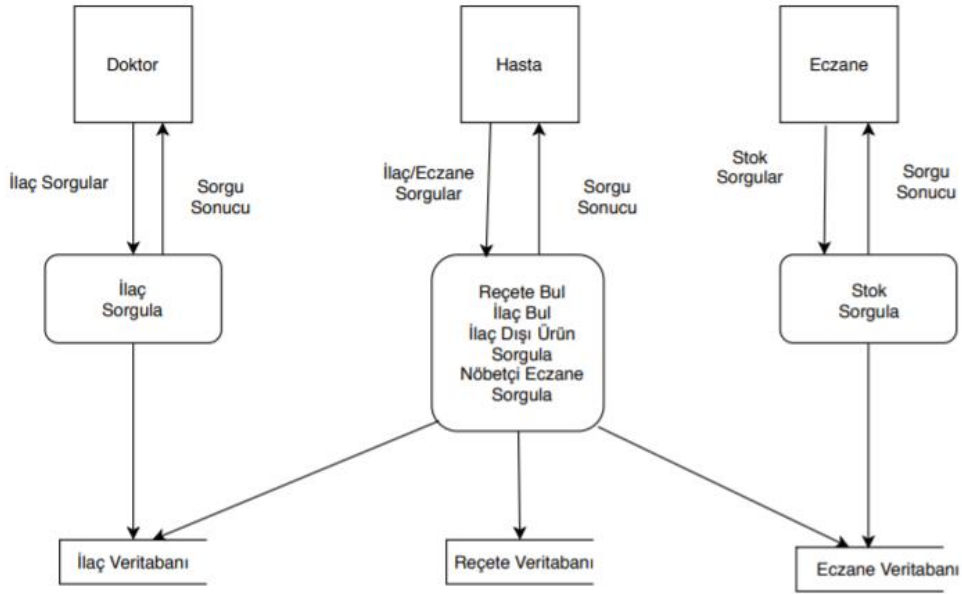 Doktor
Hasta
Eczane
İlaç Sorgular
Sorgu
Sonucu
İlaç/Eczane
Sorgular
Sorgu
Sonucu
Stok
Sorgular
Sorgu
Sonucu
İlaç
Sorgula
Reçete Bul
İlaç Bul
İlaç Dışı Ürün
Sorgula
Nöbetçi Eczane
Sorgula
Stok
Sorgula
İlaç Veritabanı
Reçete Veritabanı
Eczane Veritabanı